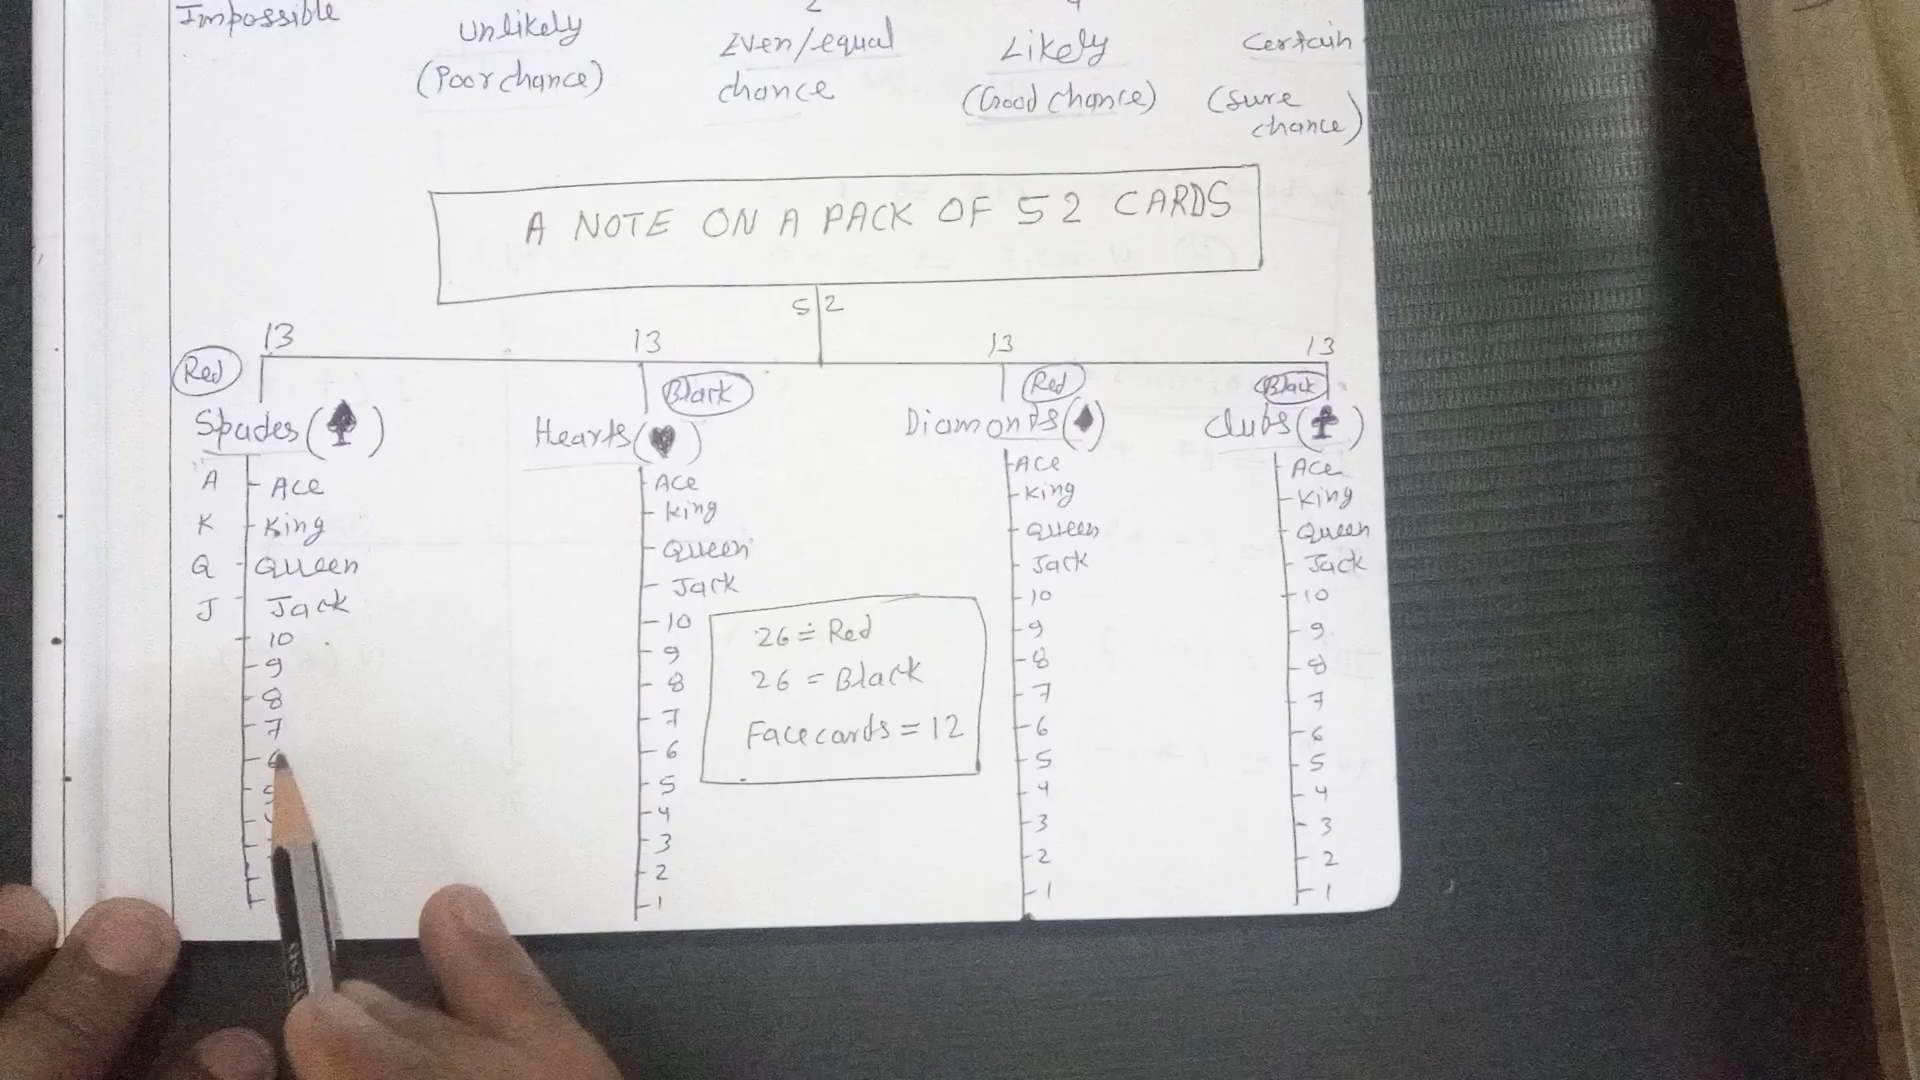 Impossible
Unlikely
(Poor chance)
Even/equal
chance
Likely
(Good chance)
Certain
(Sure
chance)
A NOTE ON A PACK OF 52 CARDS
52
13
13
13
13
Red
Black
Red
Black
Spades (♠)
A Ace
K King
Q Queen
J Jack
10
9
8
7
6
Hearts (♥)
Ace
King
Queen
Jack
10
9
8
7
6
5
4
3
2
1
26 = Red
26 = Black
Facecards = 12
Diamonds (♦)
Ace
King
Queen
Jack
10
9
8
7
6
5
4
3
2
1
Clubs (♣)
Ace
King
Queen
Jack
10
9
8
7
6
5
4
3
2
1